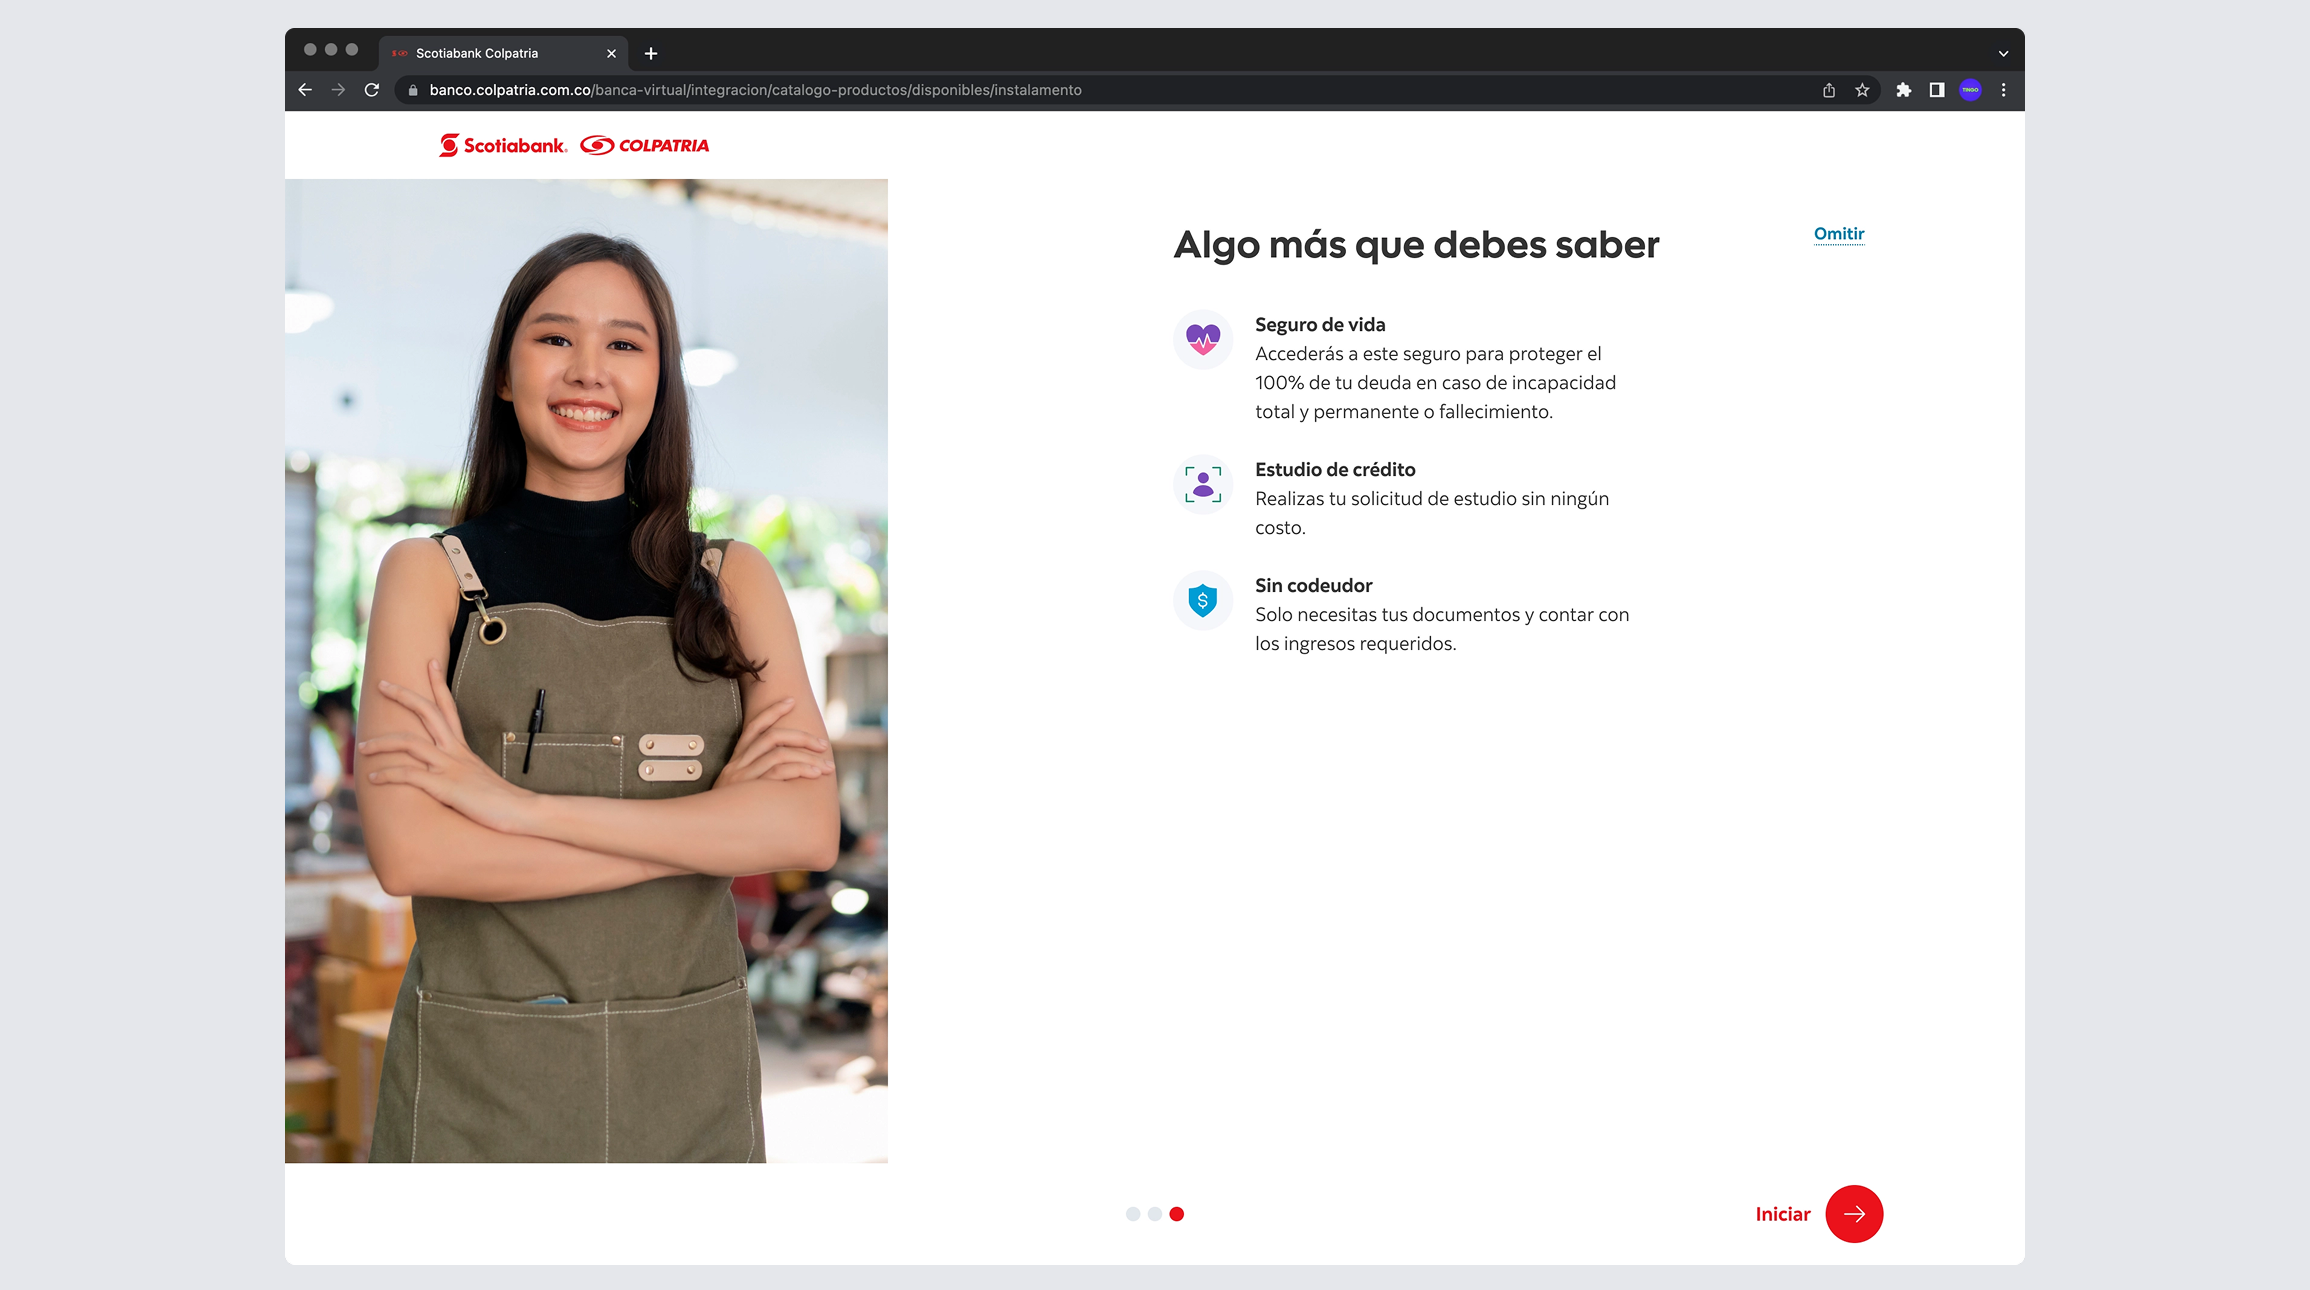 Scotiabank Colpatria
banco.colpatria.com.co/banca-virtual/integracion/catalogo-productos/disponibles/instalamento
TINGO
Scotiabank. COLPATRIA
Algo más que debes saber
Omitir
Seguro de vida
Accederás a este seguro para proteger el
100% de tu deuda en caso de incapacidad
total y permanente o fallecimiento.
Estudio de crédito
Realizas tu solicitud de estudio sin ningún
costo.
$
Sin codeudor
Solo necesitas tus documentos y contar con
los ingresos requeridos.
Iniciar